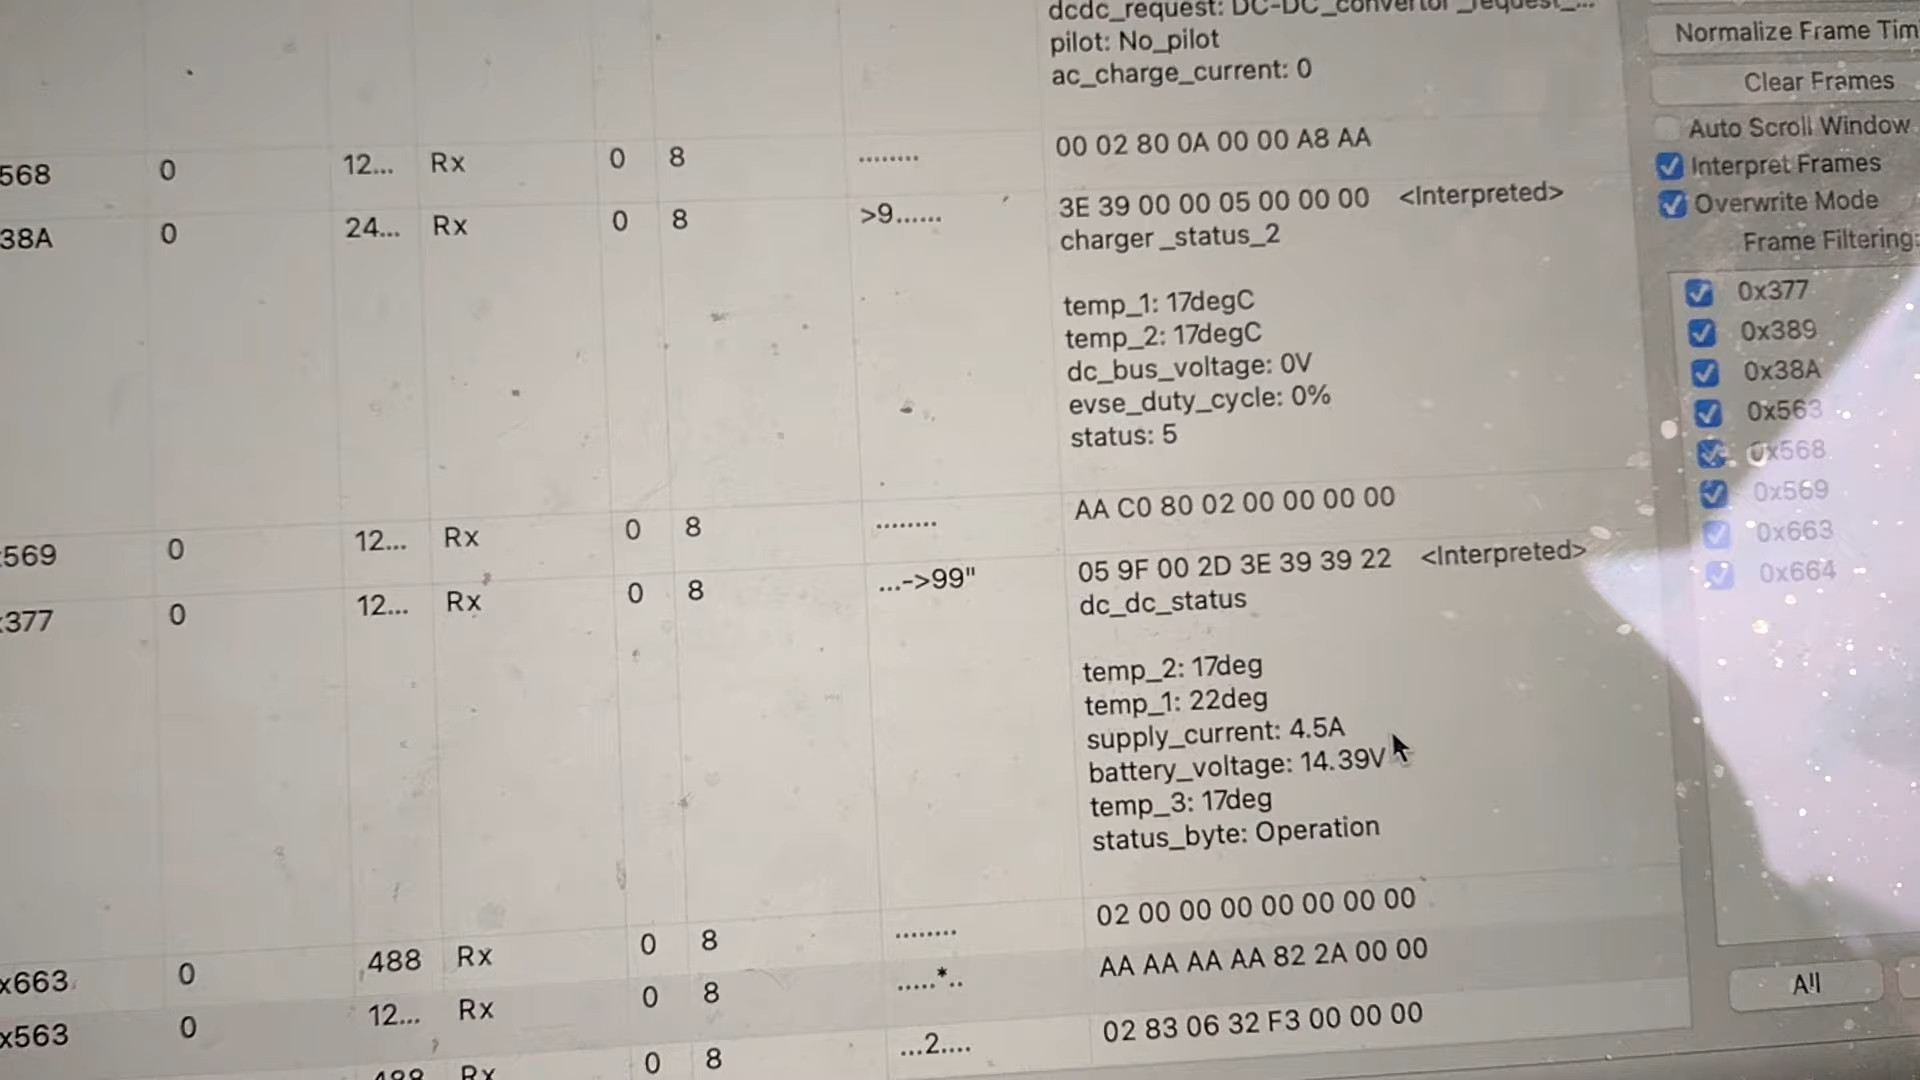 dcdc_request: DC-DC_convertor_request_...
pilot: No_pilot
ac_charge_current: 0
568 0 12... Rx 0 8 ........ 00 02 80 0A 00 00 A8 AA
38A 0 24... Rx 0 8 >9...... 3E 39 00 00 05 00 00 00 <Interpreted>
charger _status_2
temp_1: 17degC
temp_2: 17degC
dc_bus_voltage: 0V
evse_duty_cycle: 0%
status: 5
569 0 12... Rx 0 8 ........ AA C0 80 02 00 00 00 00
377 0 12... Rx 0 8 ...->99" 05 9F 00 2D 3E 39 39 22 <Interpreted>
dc_dc_status
temp_2: 17deg
temp_1: 22deg
supply_current: 4.5A
battery_voltage: 14.39V
temp_3: 17deg
status_byte: Operation
x663 0 488 Rx 0 8 ........ 02 00 00 00 00 00 00 00
x563 0 12... Rx 0 8 .....*.. AA AA AA AA 82 2A 00 00
488 Rx 0 8 ...2.... 02 83 06 32 F3 00 00 00
Normalize Frame Tim
Clear Frames
Auto Scroll Window
Interpret Frames
Overwrite Mode
Frame Filtering:
0x377
0x389
0x38A
0x563
0x568
0x569
0x663
0x664
All